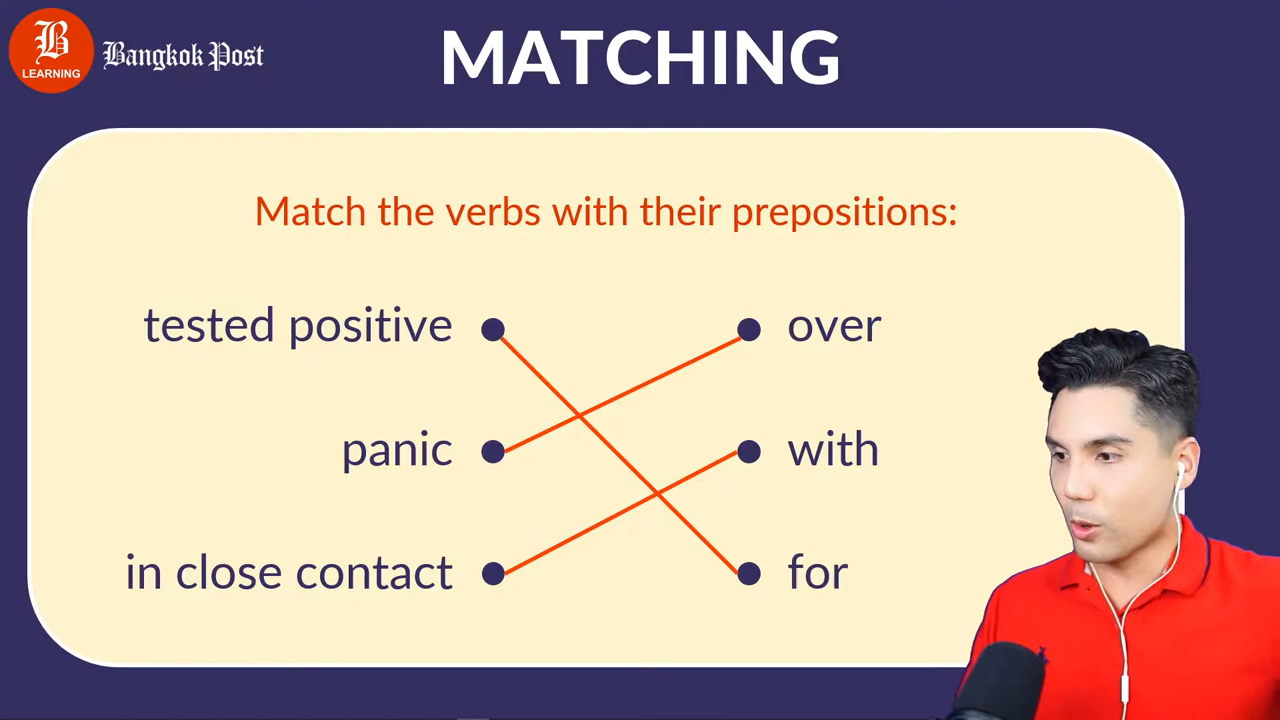 B
LEARNING
Bangkok Post
MATCHING
Match the verbs with their prepositions:
tested positive
over
panic
with
in close contact
for